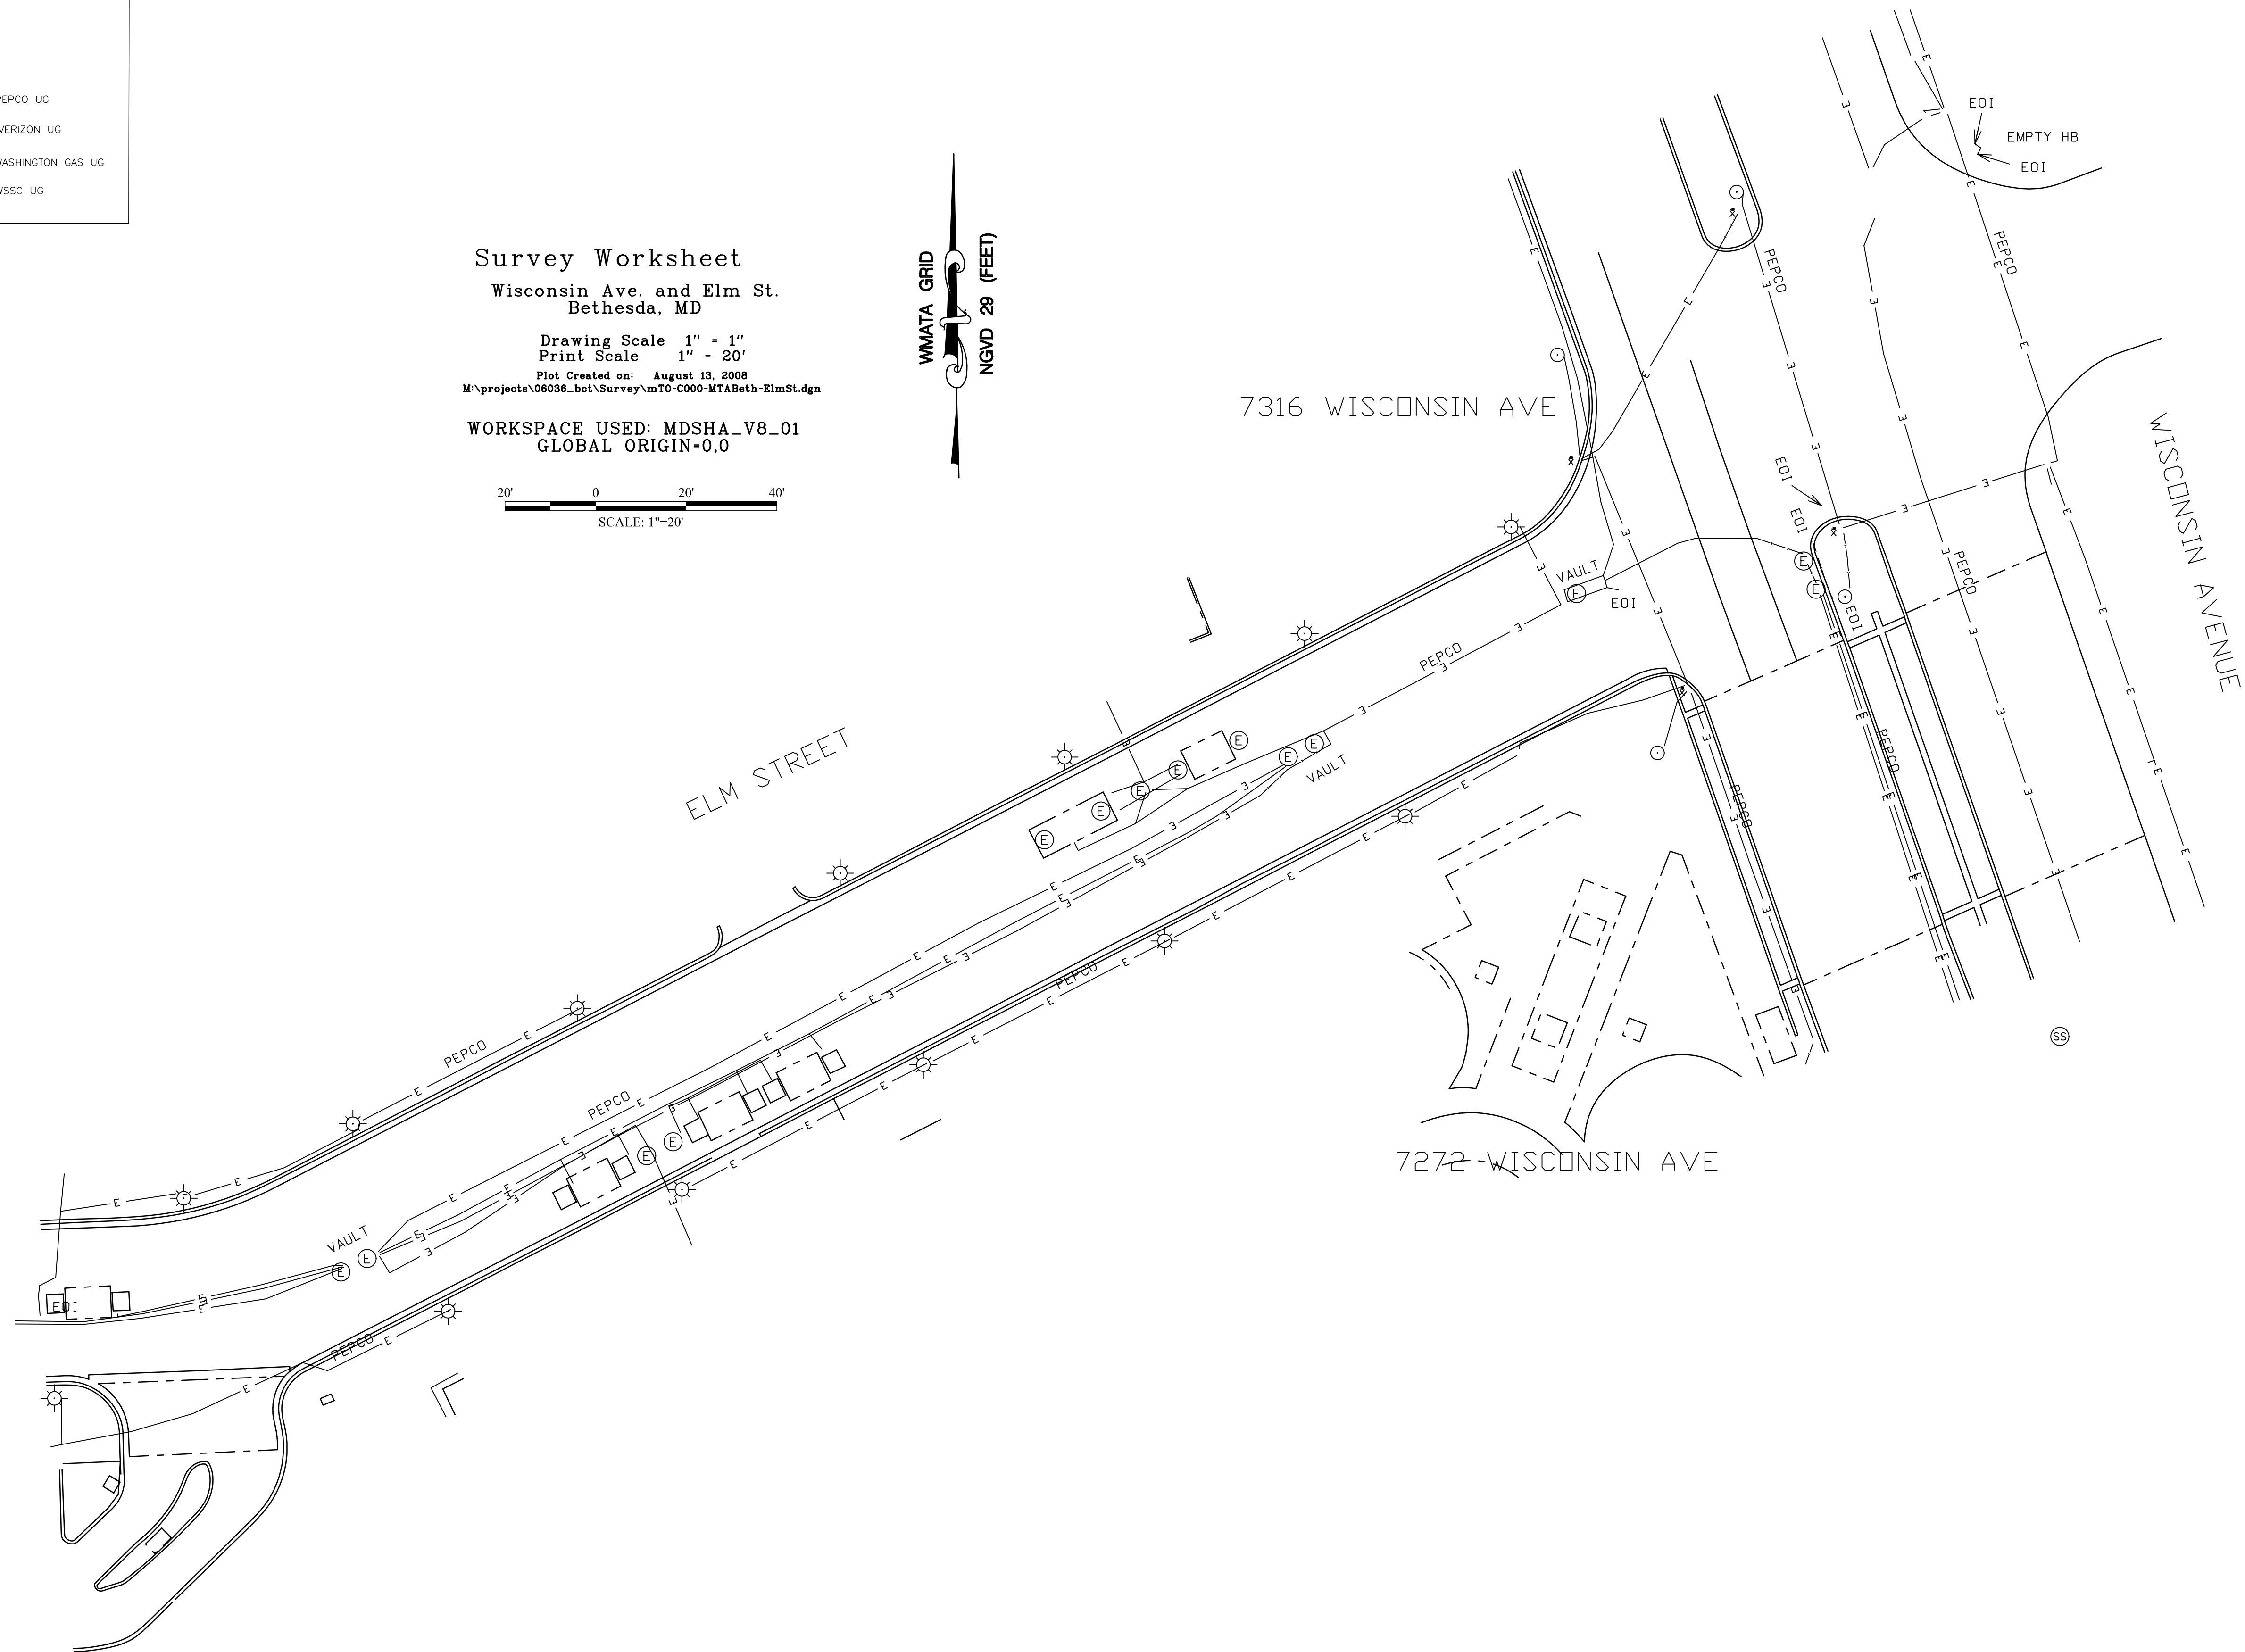 PEPCO UG
VERIZON UG
WASHINGTON GAS UG
WSSC UG
Survey Worksheet
Wisconsin Ave. and Elm St.
Bethesda, MD
Drawing Scale 1" = 1"
Print Scale 1" = 20'
Plot Created on: August 13, 2008
M:\projects\06036_bct\Survey\mTO-C000-MTABeth-ElmSt.dgn
WORKSPACE USED: MDSHA_V8_01
GLOBAL ORIGIN=0,0
20' 0 20' 40'
SCALE: 1"=20'
WMATA GRID
NGVD 29 (FEET)
EOI
EMPTY HB
EOI
PEPCO
PEPCO
7316 WISCONSIN AVE
WISCONSIN AVENUE
EOI
EOI
VAULT
E
EOI
E
E
EOI
PEPCO
PEPCO
PEPCO
PEPCO
ELM STREET
E
E
E
E
E
E
E
VAULT
PEPCO
PEPCO
PEPCO
PEPCO
E
E
SS
7272 WISCONSIN AVE
VAULT
E
E
EOI
PEPCO